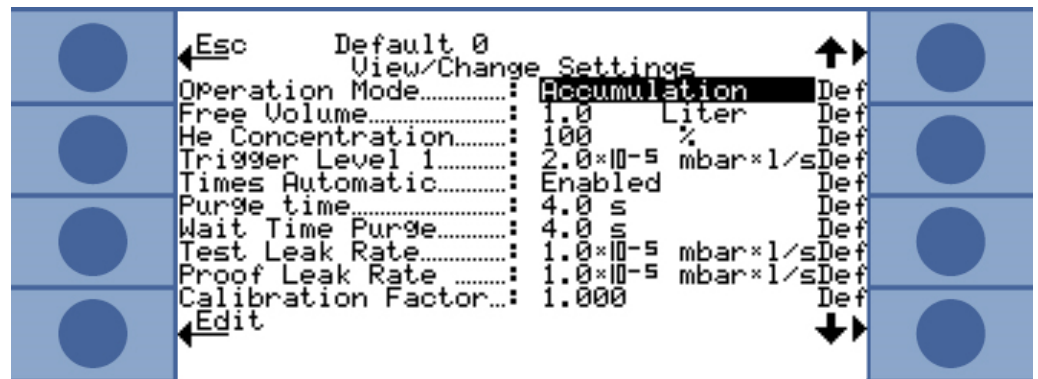 Esc Default 0
View/Change Settings
Operation Mode..............: Accumulation Def
Free Volume...................: 1.0 Liter Def
He Concentration.........: 100 % Def
Trigger Level 1...........: 2.0×10-5 mbar×l/sDef
Times Automatic...........: Enabled Def
Purge time......................: 4.0 s Def
Wait Time Purge...........: 4.0 s Def
Test Leak Rate..............: 1.0×10-5 mbar×l/sDef
Proof Leak Rate ........: 1.0×10-5 mbar×l/sDef
Calibration Factor...: 1.000 Def
Edit